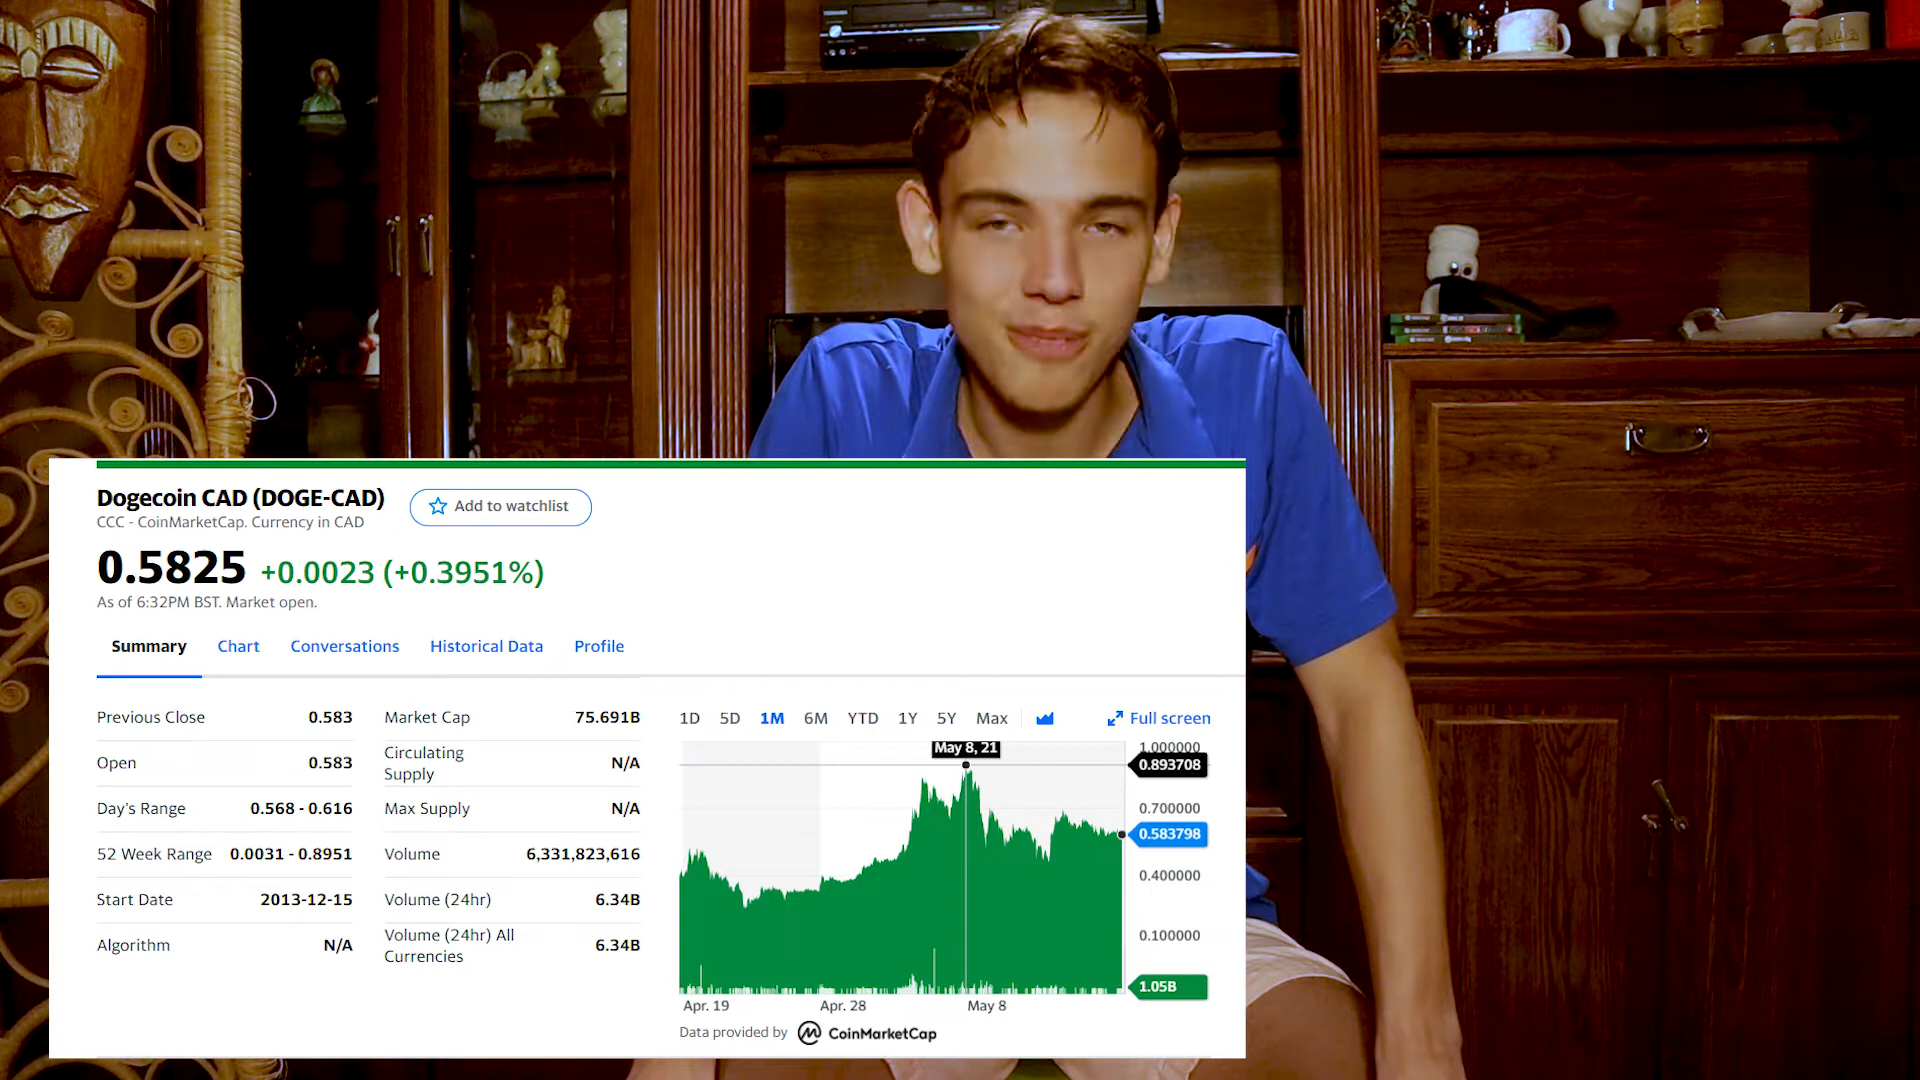 Dogecoin CAD (DOGE-CAD)
Add to watchlist
CCC - CoinMarketCap. Currency in CAD
0.5825 +0.0023 (+0.3951%)
As of 6:32PM BST. Market open.
Summary Chart Conversations Historical Data Profile
Previous Close 0.583
Open 0.583
Day's Range 0.568 - 0.616
52 Week Range 0.0031 - 0.8951
Start Date 2013-12-15
Algorithm N/A
Market Cap 75.691B
Circulating
Supply N/A
Max Supply N/A
Volume 6,331,823,616
Volume (24hr) 6.34B
Volume (24hr) All
Currencies 6.34B
1D 5D 1M 6M YTD 1Y 5Y Max Full screen
May 8, 21
1.000000
0.893708
0.700000
0.583798
0.400000
0.100000
1.05B
Apr. 19 Apr. 28 May 8
Data provided by CoinMarketCap